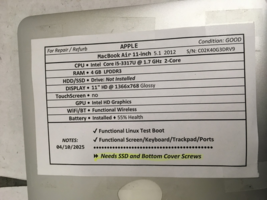 For Repair / Refurb
Condition: GOOD
APPLE
MacBook Air 11-inch 5.1 2012
CPU • Intel Core i5-3317U @ 1.7 GHz 2-Core
RAM • 4 GB LPDDR3
HDD/SSD • Drive: Not Installed
DISPLAY • 11" HD @ 1366x768 Glossy
TouchScreen • no
GPU • Intel HD Graphics
WiFi/BT • Functional Wireless
Battery • Installed • 55% Health
NOTES:
04/18/2025
✓ Functional Linux Test Boot
✓ Functional Screen/Keyboard/Trackpad/Ports
Needs SSD and Bottom Cover Screws